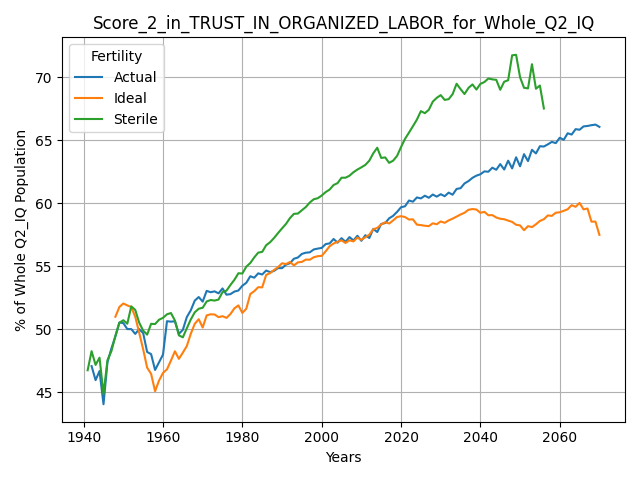 Score_2_in_TRUST_IN_ORGANIZED_LABOR_for_Whole_Q2_IQ
Fertility
Actual
Ideal
Sterile
% of Whole Q2_IQ Population
70
65
60
55
50
45
1940
1960
1980
2000
2020
2040
2060
Years